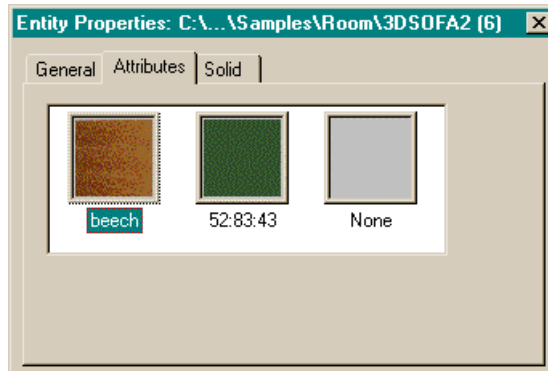 Entity Properties: C:\...\Samples\Room\3DSOFA2 (6)
General Attributes Solid
beech 52:83:43 None